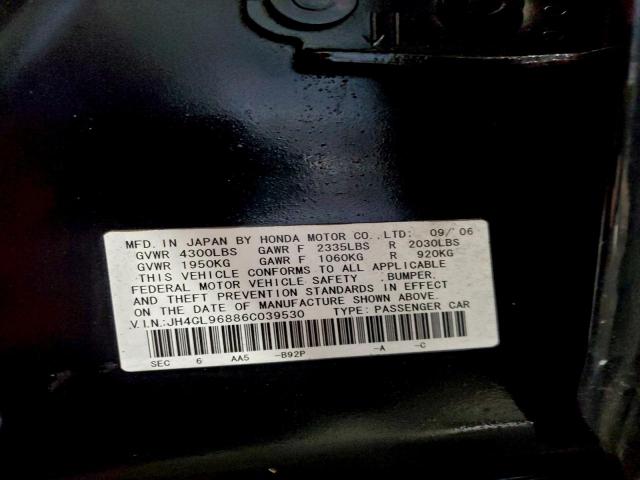 MFD. IN JAPAN BY HONDA MOTOR CO.,LTD: 09/'06
GVWR 4300LBS GAWR F 2335LBS R 2030LBS
GVWR 1950KG GAWR F 1060KG R 920KG
THIS VEHICLE CONFORMS TO ALL APPLICABLE
FEDERAL MOTOR VEHICLE SAFETY ,BUMPER,
AND THEFT PREVENTION STANDARDS IN EFFECT
ON THE DATE OF MANUFACTURE SHOWN ABOVE.
V.I.N.:JH4CL96886C039530 TYPE: PASSENGER CAR
SEC 6 AA5 -B92P -A -C